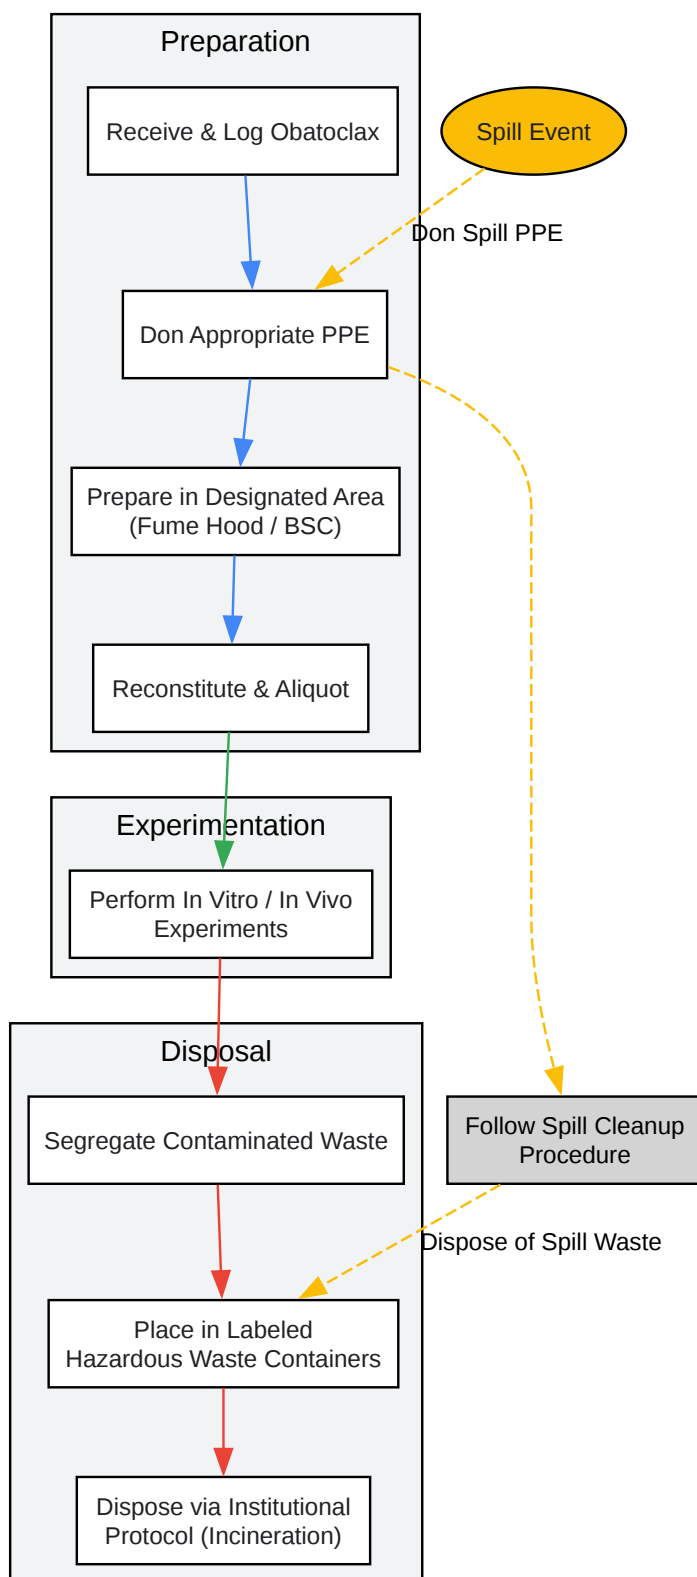 Preparation
Receive & Log Obatoclax
Spill Event
Don Spill PPE
Don Appropriate PPE
Prepare in Designated Area
(Fume Hood / BSC)
Reconstitute & Aliquot
Experimentation
Perform In Vitro / In Vivo
Experiments
Disposal
Segregate Contaminated Waste
Follow Spill Cleanup
Procedure
Dispose of Spill Waste
Place in Labeled
Hazardous Waste Containers
Dispose via Institutional
Protocol (Incineration)